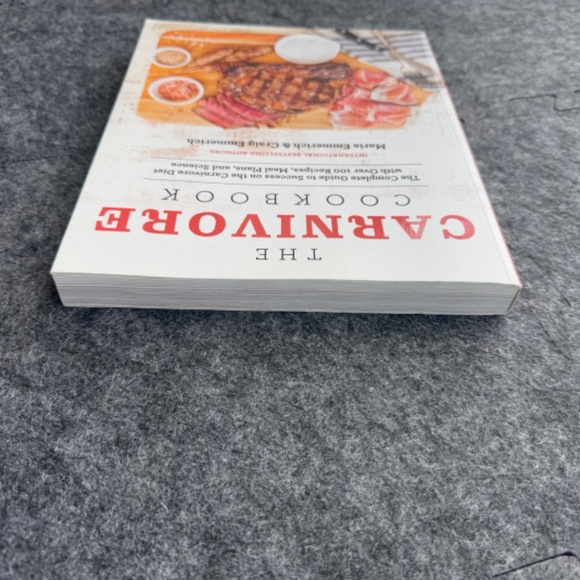 THE
CARNIVORE
COOKBOOK
The Complete Guide to Success on the Carnivore Diet
with Over 100 Recipes, Meal Plans, and Science
INTERNATIONAL BESTSELLING AUTHORS
Maria Emmerich & Craig Emmerich